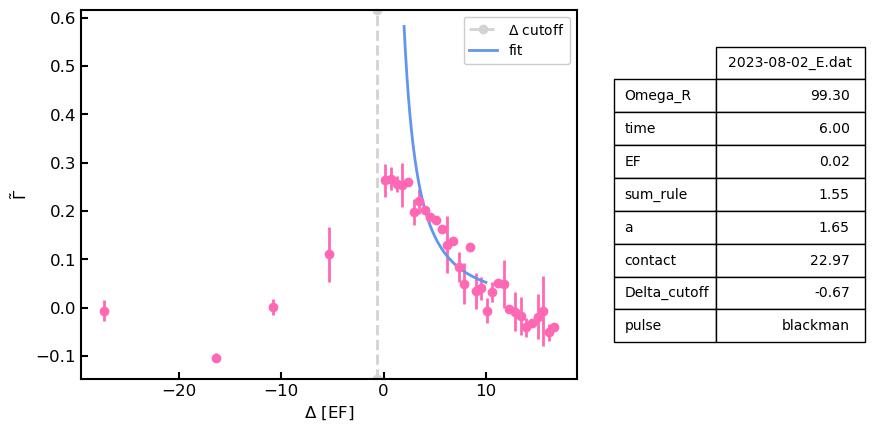 0.6
0.5
0.4
0.3
0.2
0.1
0.0
−0.1
Γ̃
−20
−10
0
10
Δ [EF]
Δ cutoff
fit
2023-08-02_E.dat
Omega_R 99.30
time 6.00
EF 0.02
sum_rule 1.55
a 1.65
contact 22.97
Delta_cutoff -0.67
pulse blackman